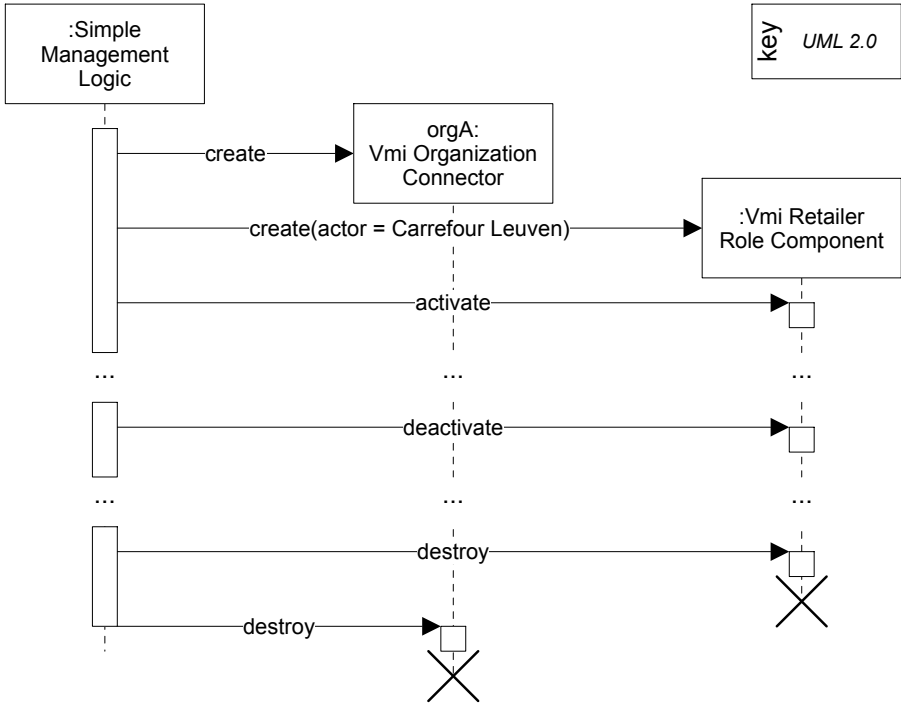 :Simple
Management
Logic
key
UML 2.0
orgA:
Vmi Organization
Connector
create
:Vmi Retailer
Role Component
create(actor = Carrefour Leuven)
activate
... ... ...
deactivate
... ... ...
destroy
destroy